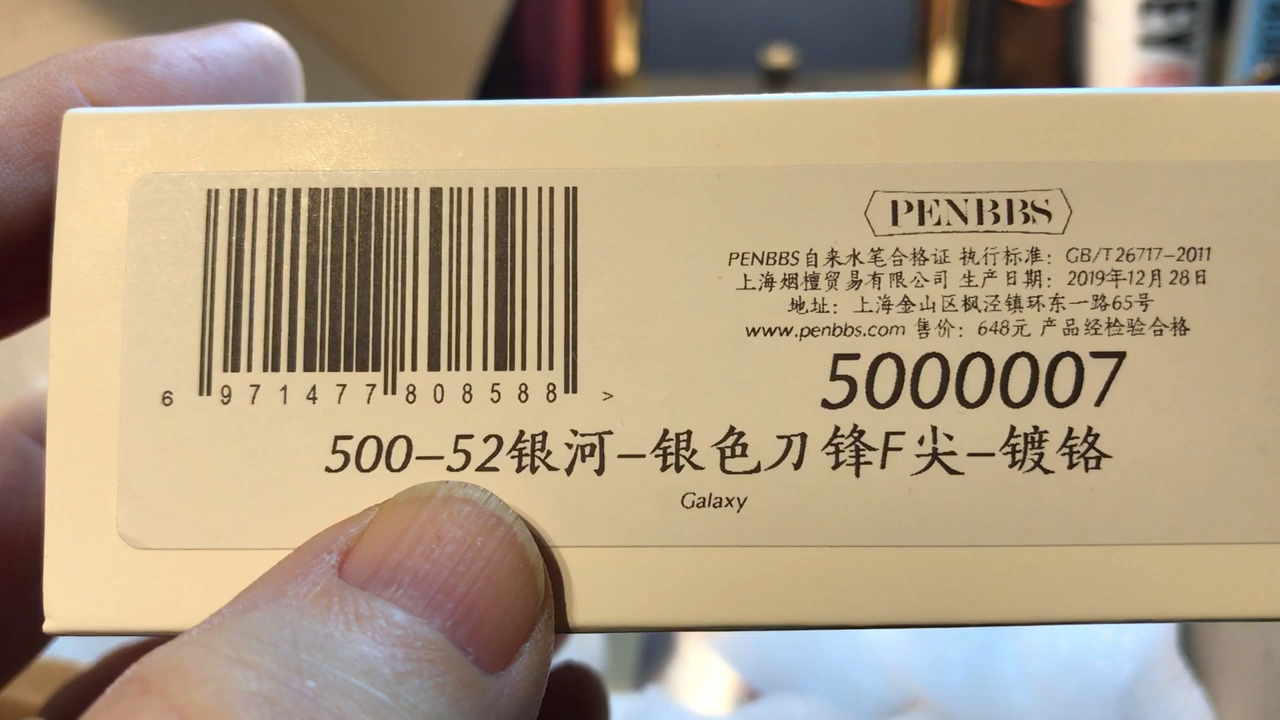 PENBBS
PENBBS自来水笔合格证 执行标准：GB/T26717-2011
上海烟檀贸易有限公司 生产日期：2019年12月28日
地址：上海金山区枫泾镇环东一路65号
www.penbbs.com 售价：648元 产品经检验合格
5000007
6 971477 808588 >
500-52银河-银色刀锋F尖-镀铬
Galaxy